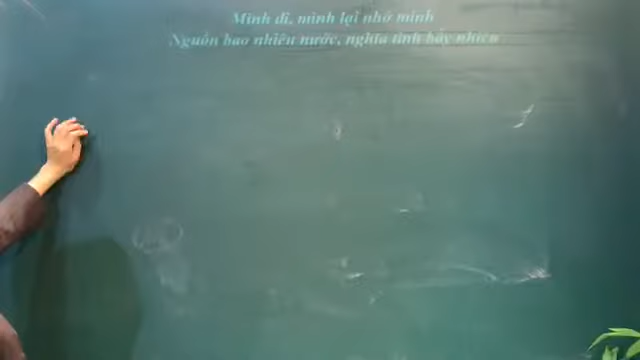 Mình đi, mình lại nhớ mình
Nguồn bao nhiêu nước, nghĩa tình bấy nhiêu